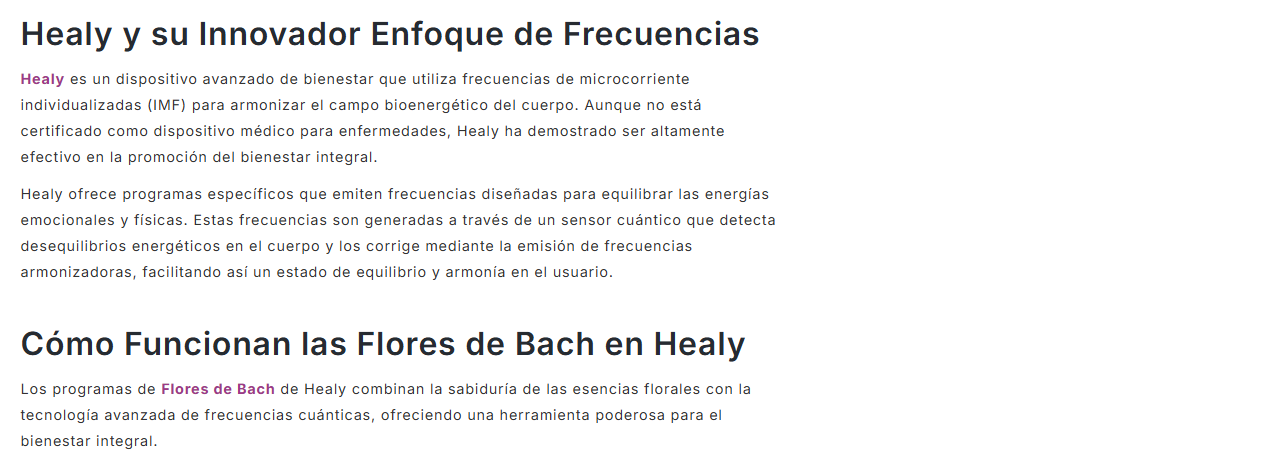 Healy y su Innovador Enfoque de Frecuencias
Healy es un dispositivo avanzado de bienestar que utiliza frecuencias de microcorriente
individualizadas (IMF) para armonizar el campo bioenergético del cuerpo. Aunque no está
certificado como dispositivo médico para enfermedades, Healy ha demostrado ser altamente
efectivo en la promoción del bienestar integral.
Healy ofrece programas específicos que emiten frecuencias diseñadas para equilibrar las energías
emocionales y físicas. Estas frecuencias son generadas a través de un sensor cuántico que detecta
desequilibrios energéticos en el cuerpo y los corrige mediante la emisión de frecuencias
armonizadoras, facilitando así un estado de equilibrio y armonía en el usuario.
Cómo Funcionan las Flores de Bach en Healy
Los programas de Flores de Bach de Healy combinan la sabiduría de las esencias florales con la
tecnología avanzada de frecuencias cuánticas, ofreciendo una herramienta poderosa para el
bienestar integral.